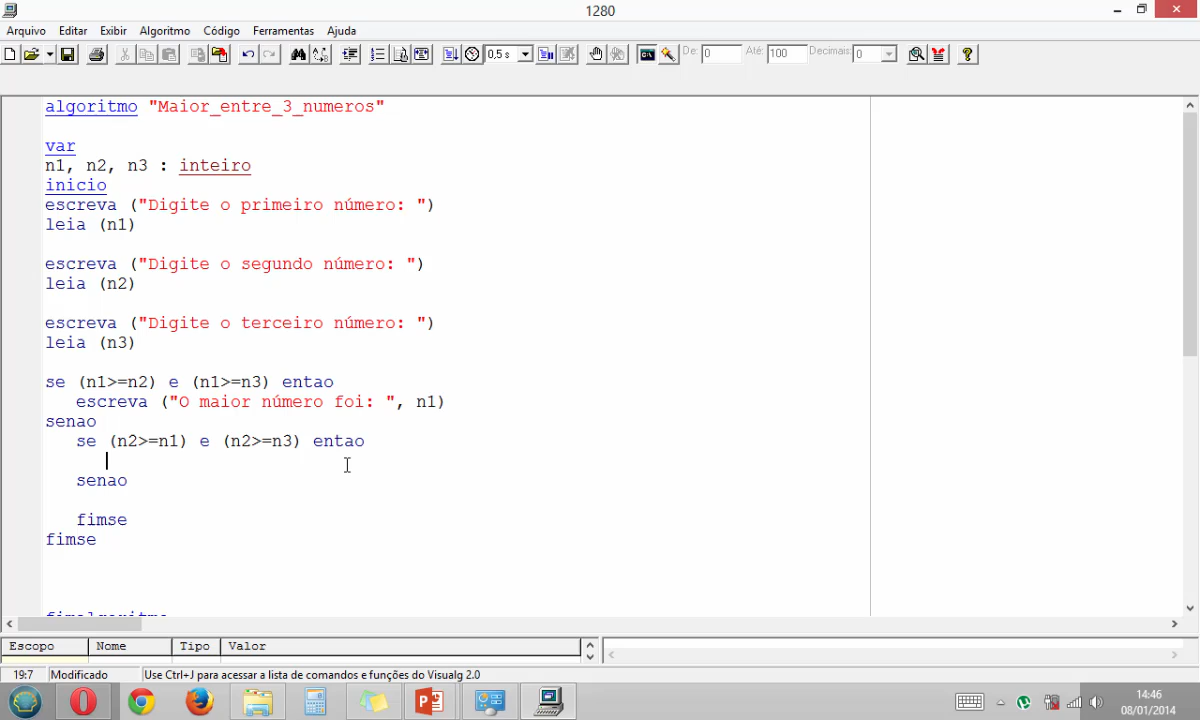 1280
Arquivo Editar Exibir Algoritmo Código Ferramentas Ajuda
0,5 s De: 0 Até: 100 Decimais: 0
algoritmo "Maior_entre_3_numeros"
var
n1, n2, n3 : inteiro
inicio
escreva ("Digite o primeiro número: ")
leia (n1)
escreva ("Digite o segundo número: ")
leia (n2)
escreva ("Digite o terceiro número: ")
leia (n3)
se (n1>=n2) e (n1>=n3) entao
escreva ("O maior número foi: ", n1)
senao
se (n2>=n1) e (n2>=n3) entao
senao
fimse
fimse
fimalgoritmo
Escopo Nome Tipo Valor
19:7 Modificado Use Ctrl+J para acessar a lista de comandos e funções do Visualg 2.0
14:46
08/01/2014